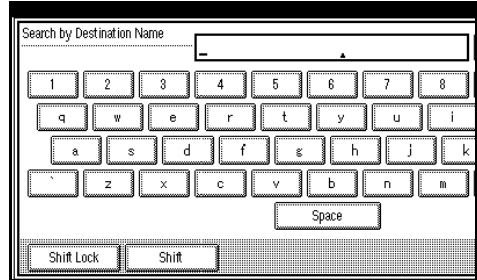 Search by Destination Name
1 2 3 4 5 6 7 8
q w e r t y u i
a s d f g h j k
` z x c v b n m
Space
Shift Lock Shift